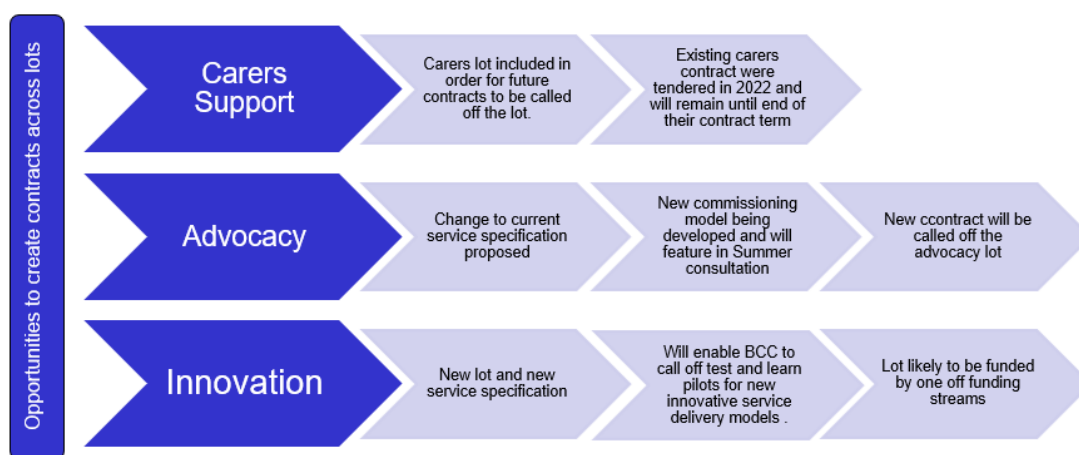 Opportunities to create contracts across lots
Carers
Support
Carers lot included in
order for future
contracts to be called
off the lot.
Existing carers
contract were
tendered in 2022 and
will remain until end of
their contract term
Advocacy
Change to current
service specification
proposed
New commissioning
model being
developed and will
feature in Summer
consultation
New ccontract will be
called off the
advocacy lot
Innovation
New lot and new
service specification
Will enable BCC to
call off test and learn
pilots for new
innovative service
delivery models .
Lot likely to be funded
by one off funding
streams